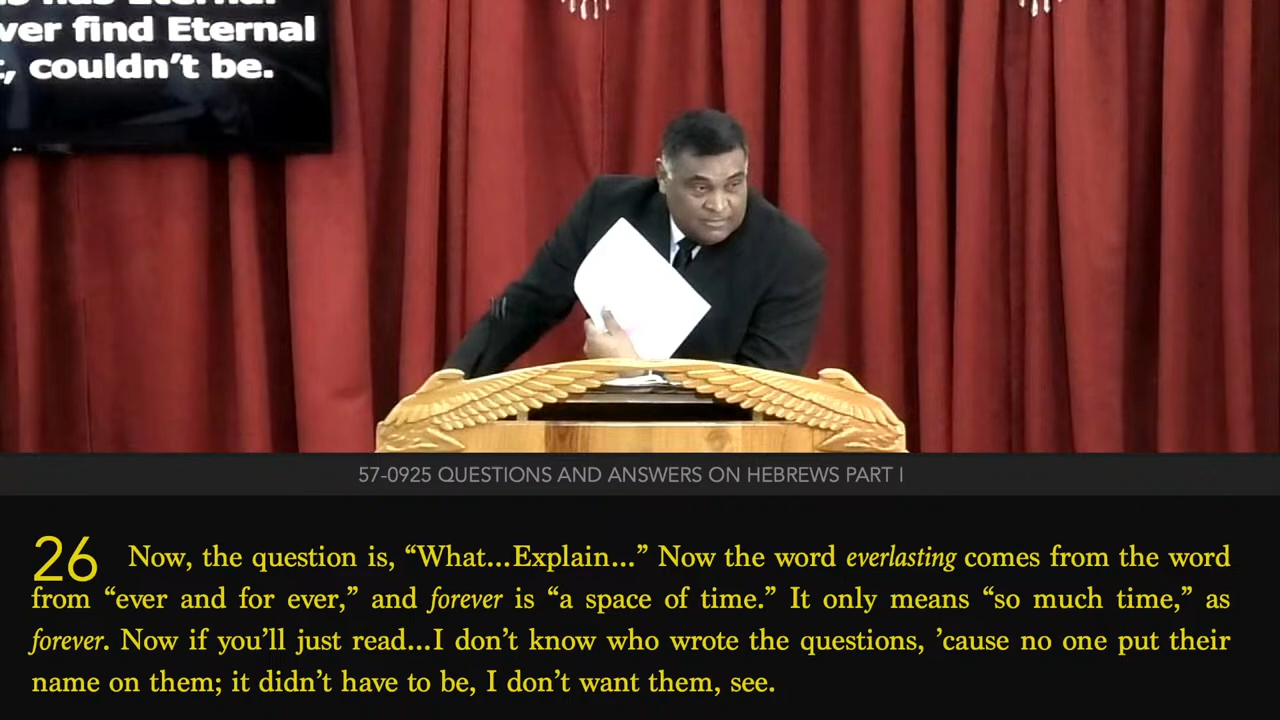 ver find Eternal
, couldn't be.
57-0925 QUESTIONS AND ANSWERS ON HEBREWS PART I
26 Now, the question is, “What...Explain...” Now the word everlasting comes from the word
from “ever and for ever,” and forever is “a space of time.” It only means “so much time,” as
forever. Now if you’ll just read...I don’t know who wrote the questions, ’cause no one put their
name on them; it didn’t have to be, I don’t want them, see.